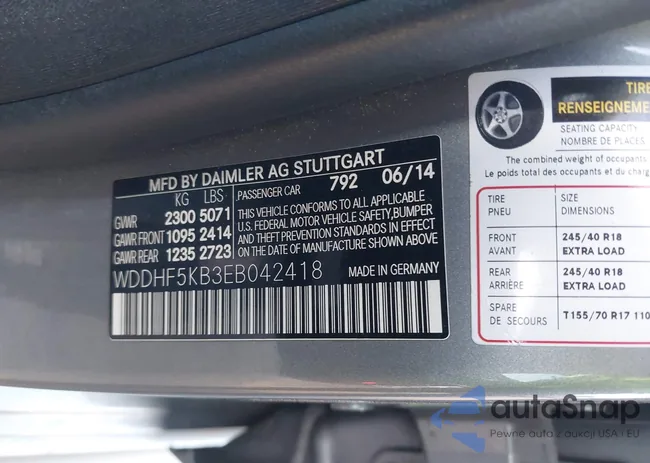 MFD BY DAIMLER AG STUTTGART
KG LBS PASSENGER CAR 792 06/14
GVWR 2300 5071
GAWR FRONT 1095 2414
GAWR REAR 1235 2723
THIS VEHICLE CONFORMS TO ALL APPLICABLE
U.S. FEDERAL MOTOR VEHICLE SAFETY, BUMPER
AND THEFT PREVENTION STANDARDS IN EFFECT
ON THE DATE OF MANUFACTURE SHOWN ABOVE.
WDDHF5KB3EB042418 MADE IN GERMANY
TIRE
RENSEIGNEME
SEATING CAPACITY
NOMBRE DE PLACES
The combined weight of occupants
Le poids total des occupants et du charg
TIRE SIZE
PNEU DIMENSIONS
FRONT 245/40 R18
AVANT EXTRA LOAD
REAR 245/40 R18
ARRIÈRE EXTRA LOAD
SPARE T155/70 R17 110
DE SECOURS
autoSnap
Pewne auta z aukcji USA i EU